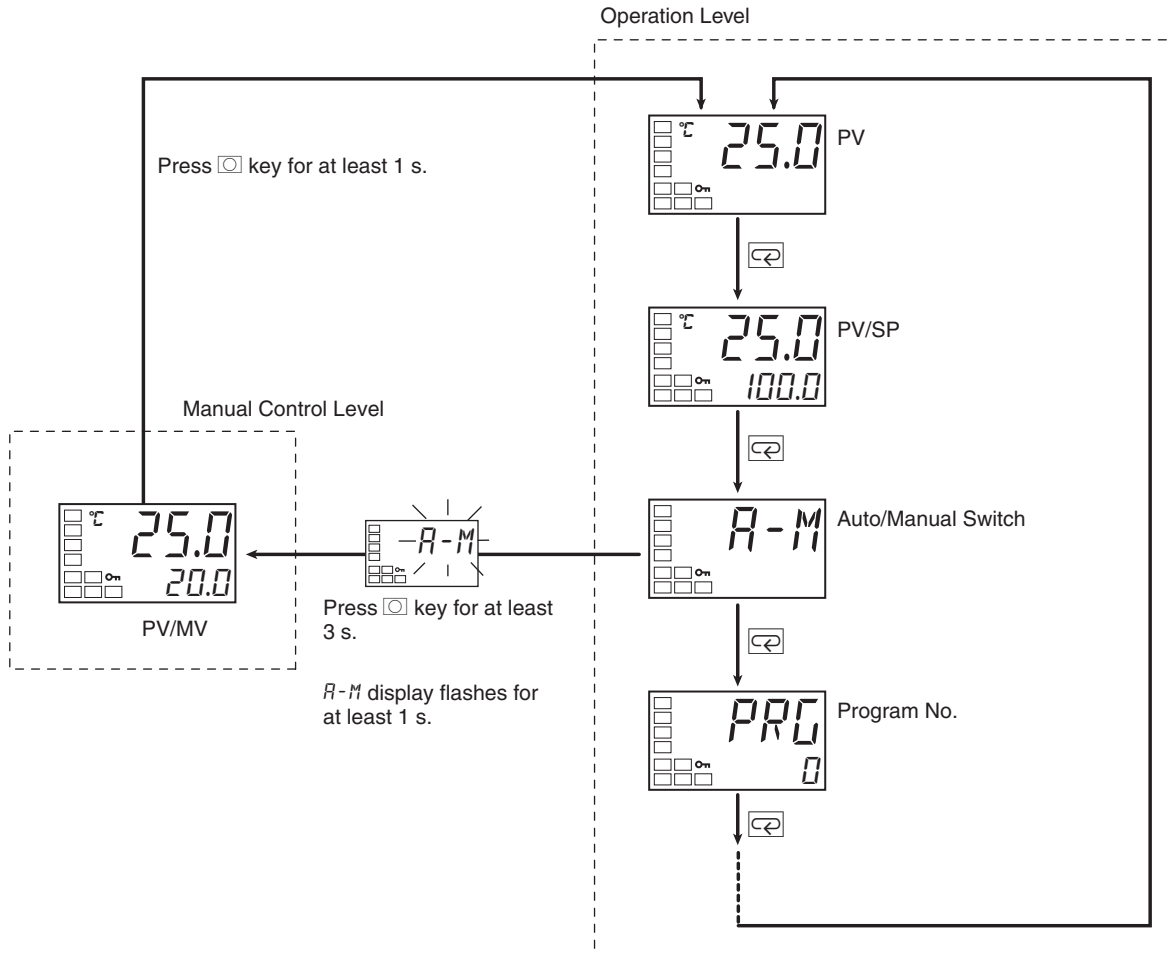 Operation Level
℃ 25.0
PV
Press key for at least 1 s.
℃ 25.0
100.0
PV/SP
Manual Control Level
℃ 25.0
20.0
PV/MV
A-M
Press key for at least
3 s.
A-M display flashes for
at least 1 s.
A-M
Auto/Manual Switch
PRG
0
Program No.